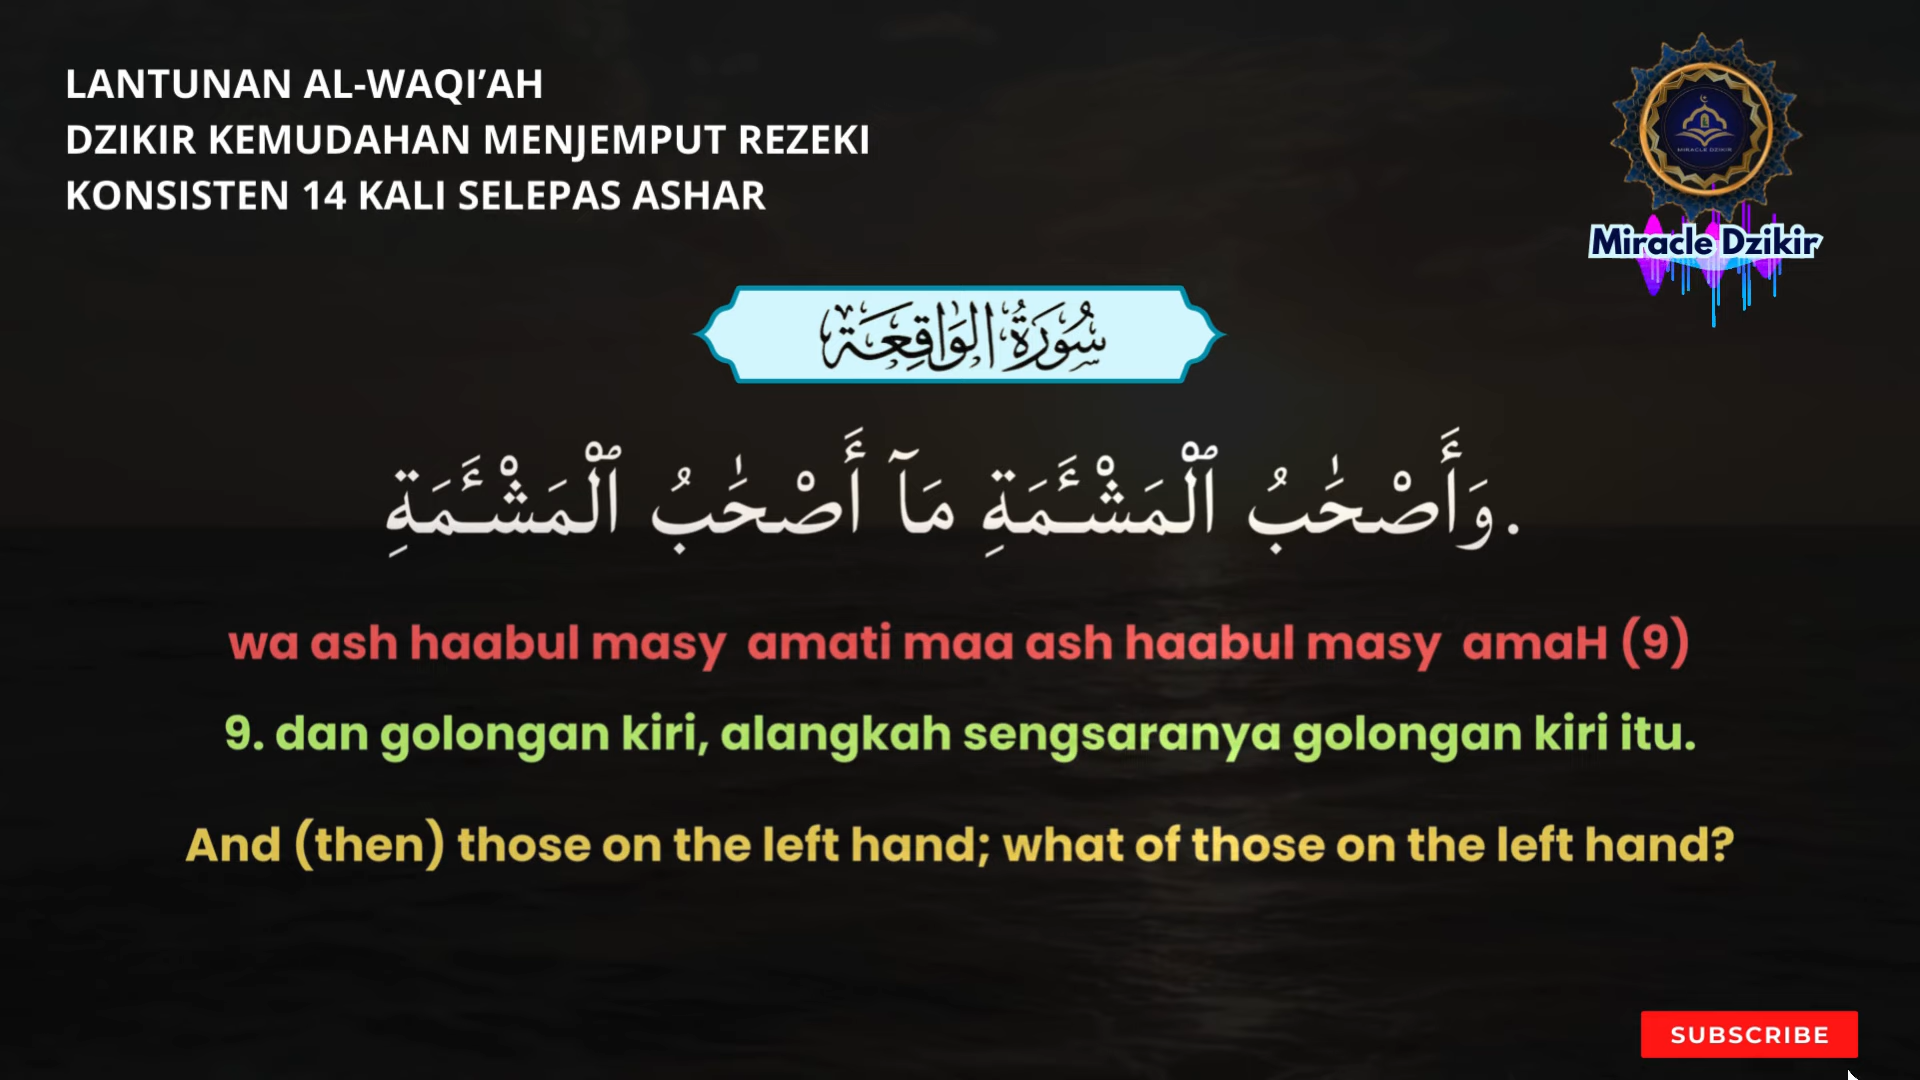 LANTUNAN AL-WAQI’AH
DZIKIR KEMUDAHAN MENJEMPUT REZEKI
KONSISTEN 14 KALI SELEPAS ASHAR
MIRACLE DZIKIR
Miracle Dzikir
سُورَةُ الوَاقِعَة
.وَأَصْحَٰبُ ٱلْمَشْـَٔمَةِ مَآ أَصْحَٰبُ ٱلْمَشْـَٔمَةِ
wa ash haabul masy  amati maa ash haabul masy  amaH (9)
9. dan golongan kiri, alangkah sengsaranya golongan kiri itu.
And (then) those on the left hand; what of those on the left hand?
SUBSCRIBE